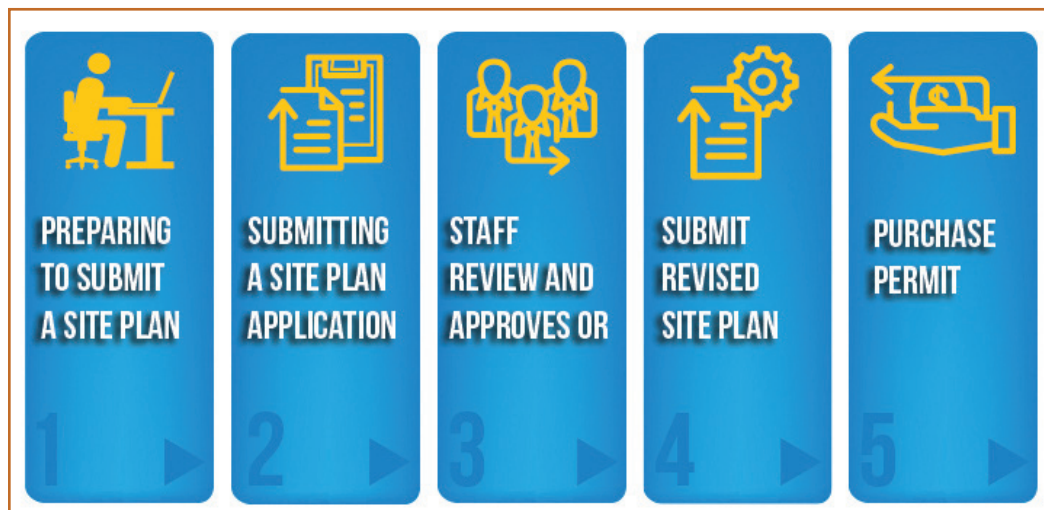 PREPARING
TO SUBMIT
A SITE PLAN
1
SUBMITTING
A SITE PLAN
APPLICATION
2
STAFF
REVIEW AND
APPROVES OR
3
SUBMIT
REVISED
SITE PLAN
4
$
PURCHASE
PERMIT
5